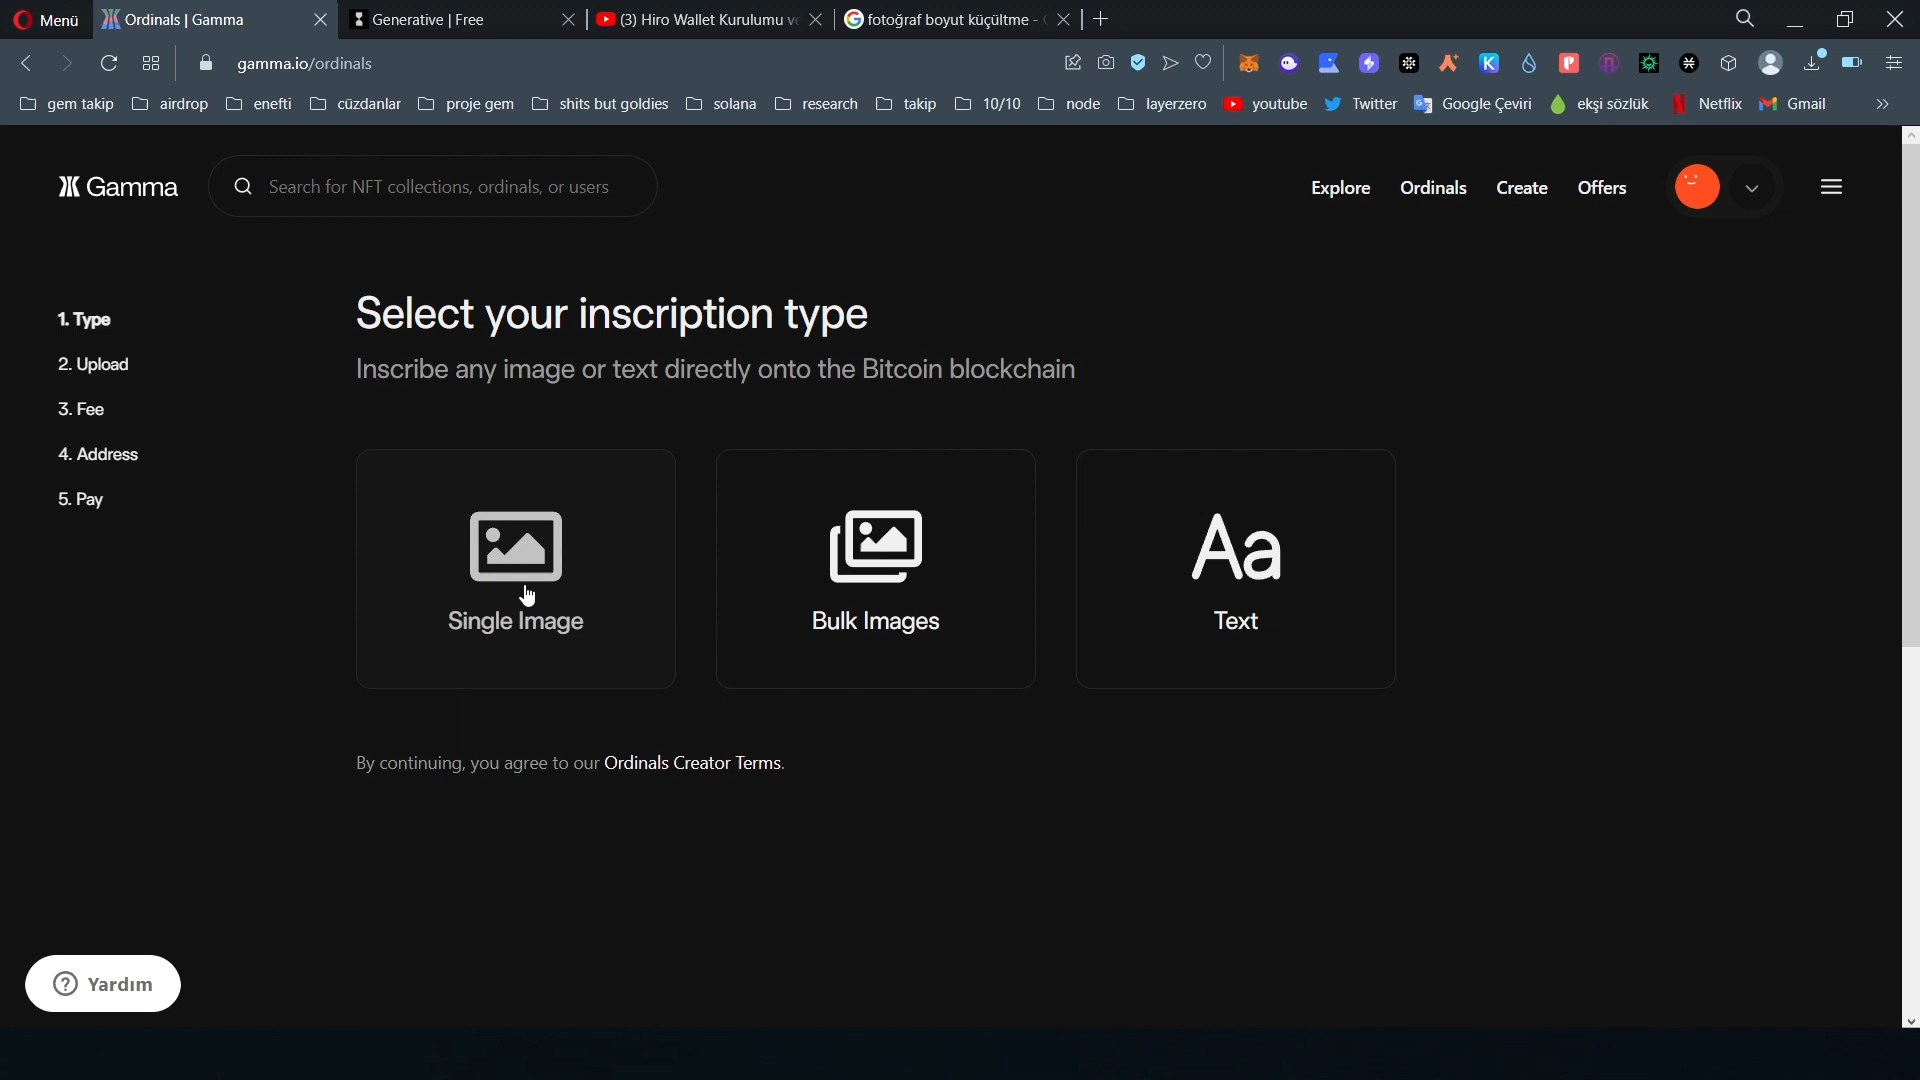 Menü
Ordinals | Gamma
Generative | Free
(3) Hiro Wallet Kurulumu ve
fotoğraf boyut küçültme -
gamma.io/ordinals
gem takip
airdrop
enefti
cüzdanlar
proje gem
shits but goldies
solana
research
takip
10/10
node
layerzero
youtube
Twitter
Google Çeviri
ekşi sözlük
Netflix
Gmail
Gamma
Search for NFT collections, ordinals, or users
Explore
Ordinals
Create
Offers
1. Type
2. Upload
3. Fee
4. Address
5. Pay
Select your inscription type
Inscribe any image or text directly onto the Bitcoin blockchain
Single Image
Bulk Images
Aa
Text
By continuing, you agree to our Ordinals Creator Terms.
Yardım